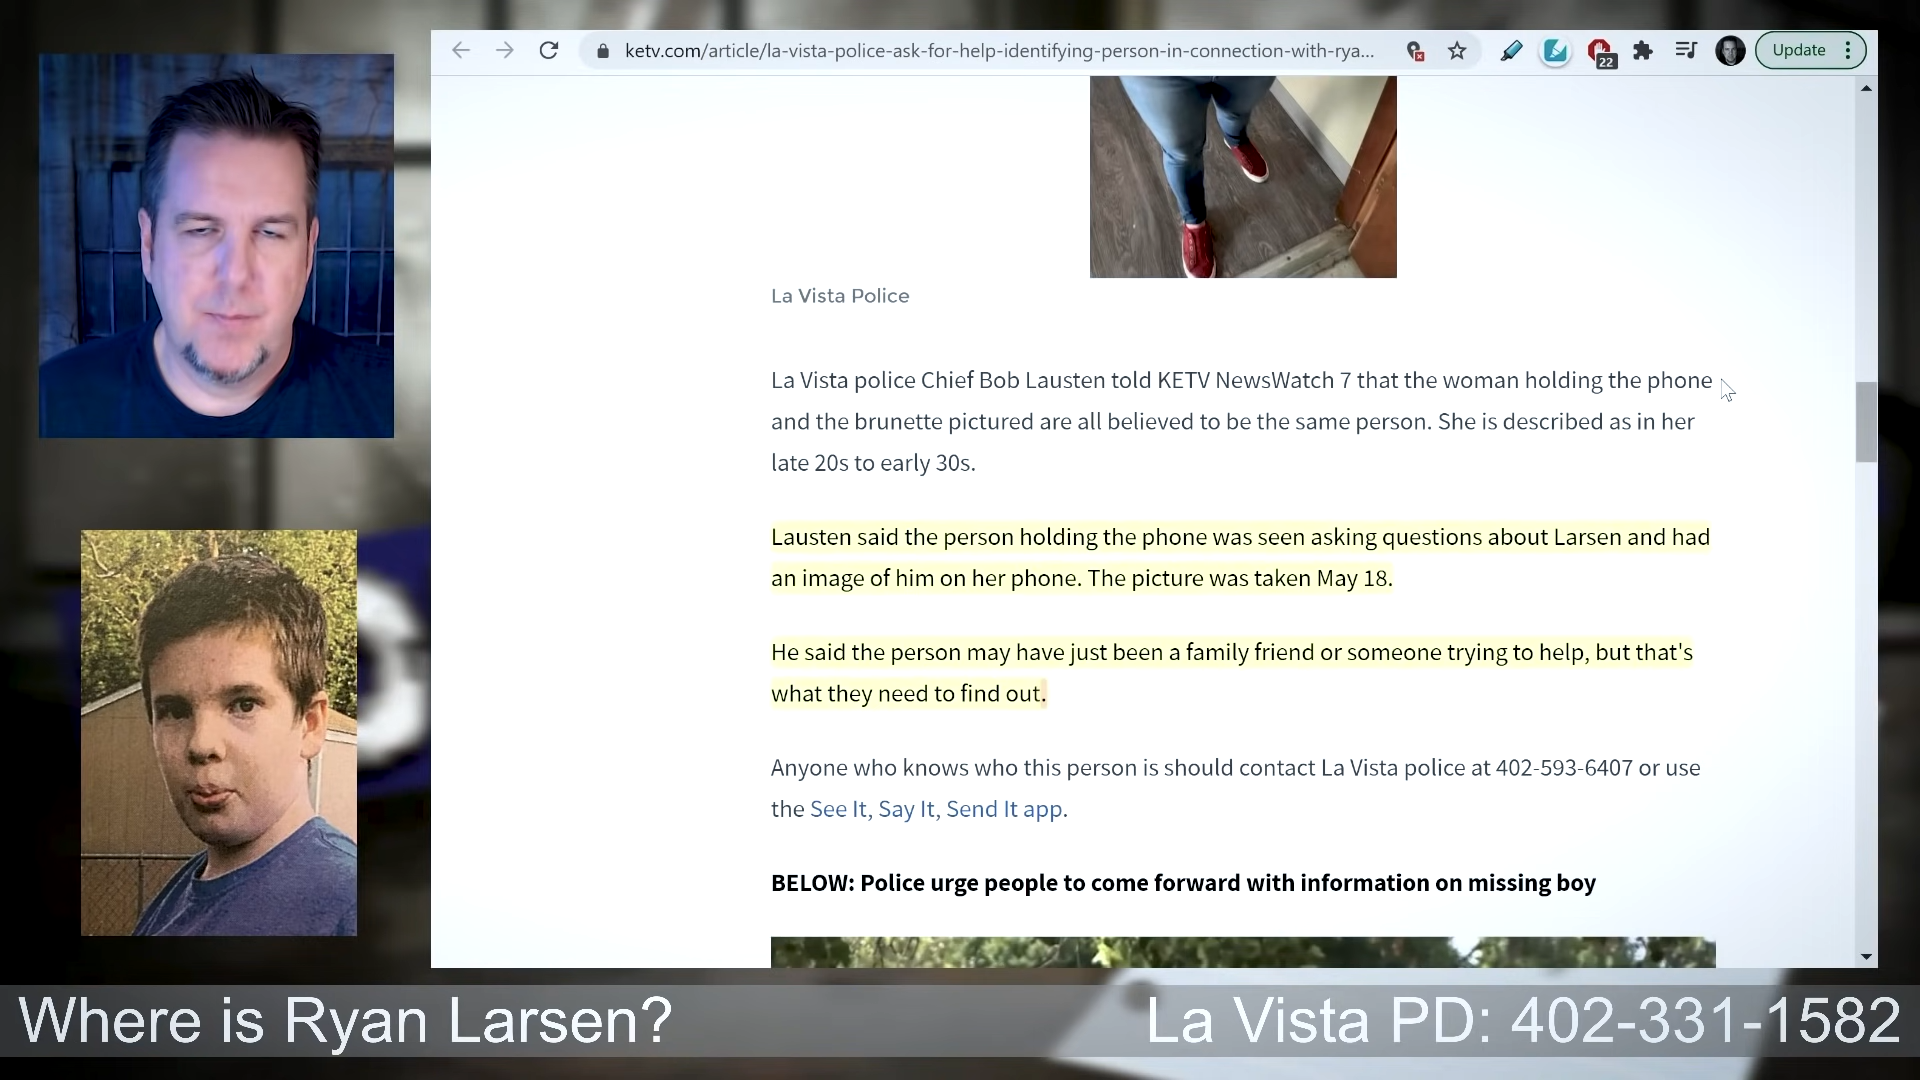 ketv.com/article/la-vista-police-ask-for-help-identifying-person-in-connection-with-rya...
22
Update
La Vista Police
La Vista police Chief Bob Lausten told KETV NewsWatch 7 that the woman holding the phone
and the brunette pictured are all believed to be the same person. She is described as in her
late 20s to early 30s.
Lausten said the person holding the phone was seen asking questions about Larsen and had
an image of him on her phone. The picture was taken May 18.
He said the person may have just been a family friend or someone trying to help, but that's
what they need to find out.
Anyone who knows who this person is should contact La Vista police at 402-593-6407 or use
the See It, Say It, Send It app.
BELOW: Police urge people to come forward with information on missing boy
Where is Ryan Larsen?
La Vista PD: 402-331-1582